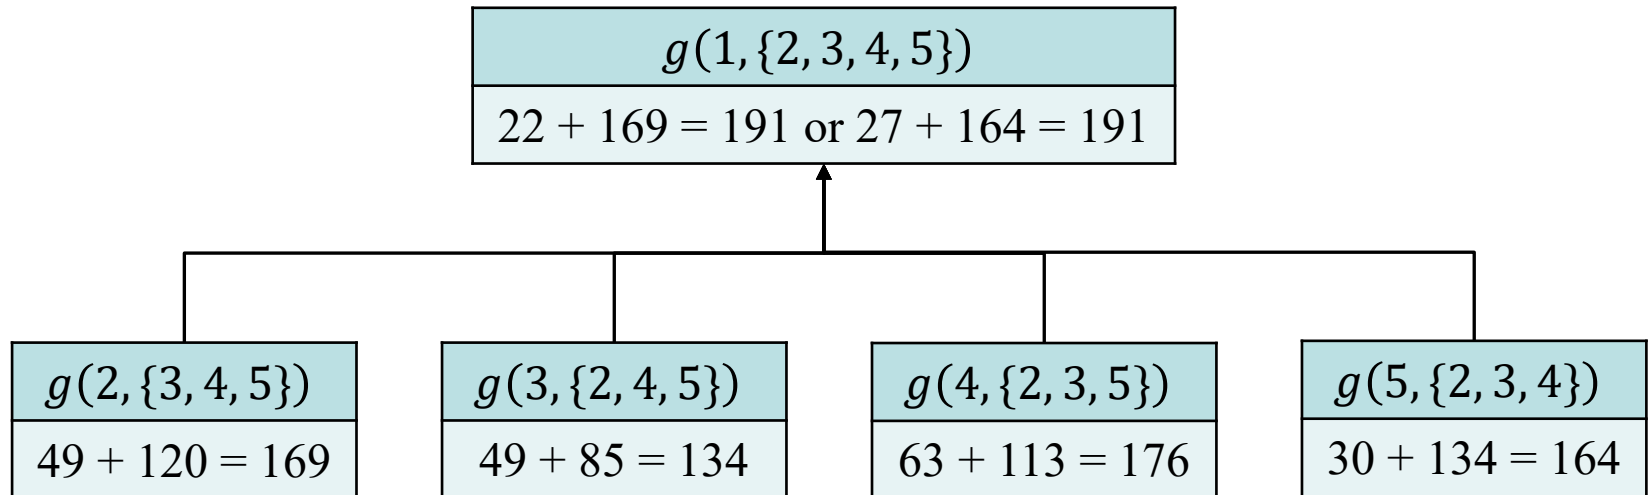 g(1, {2, 3, 4, 5})
22 + 169 = 191 or 27 + 164 = 191
g(2, {3, 4, 5})
49 + 120 = 169
g(3, {2, 4, 5})
49 + 85 = 134
g(4, {2, 3, 5})
63 + 113 = 176
g(5, {2, 3, 4})
30 + 134 = 164